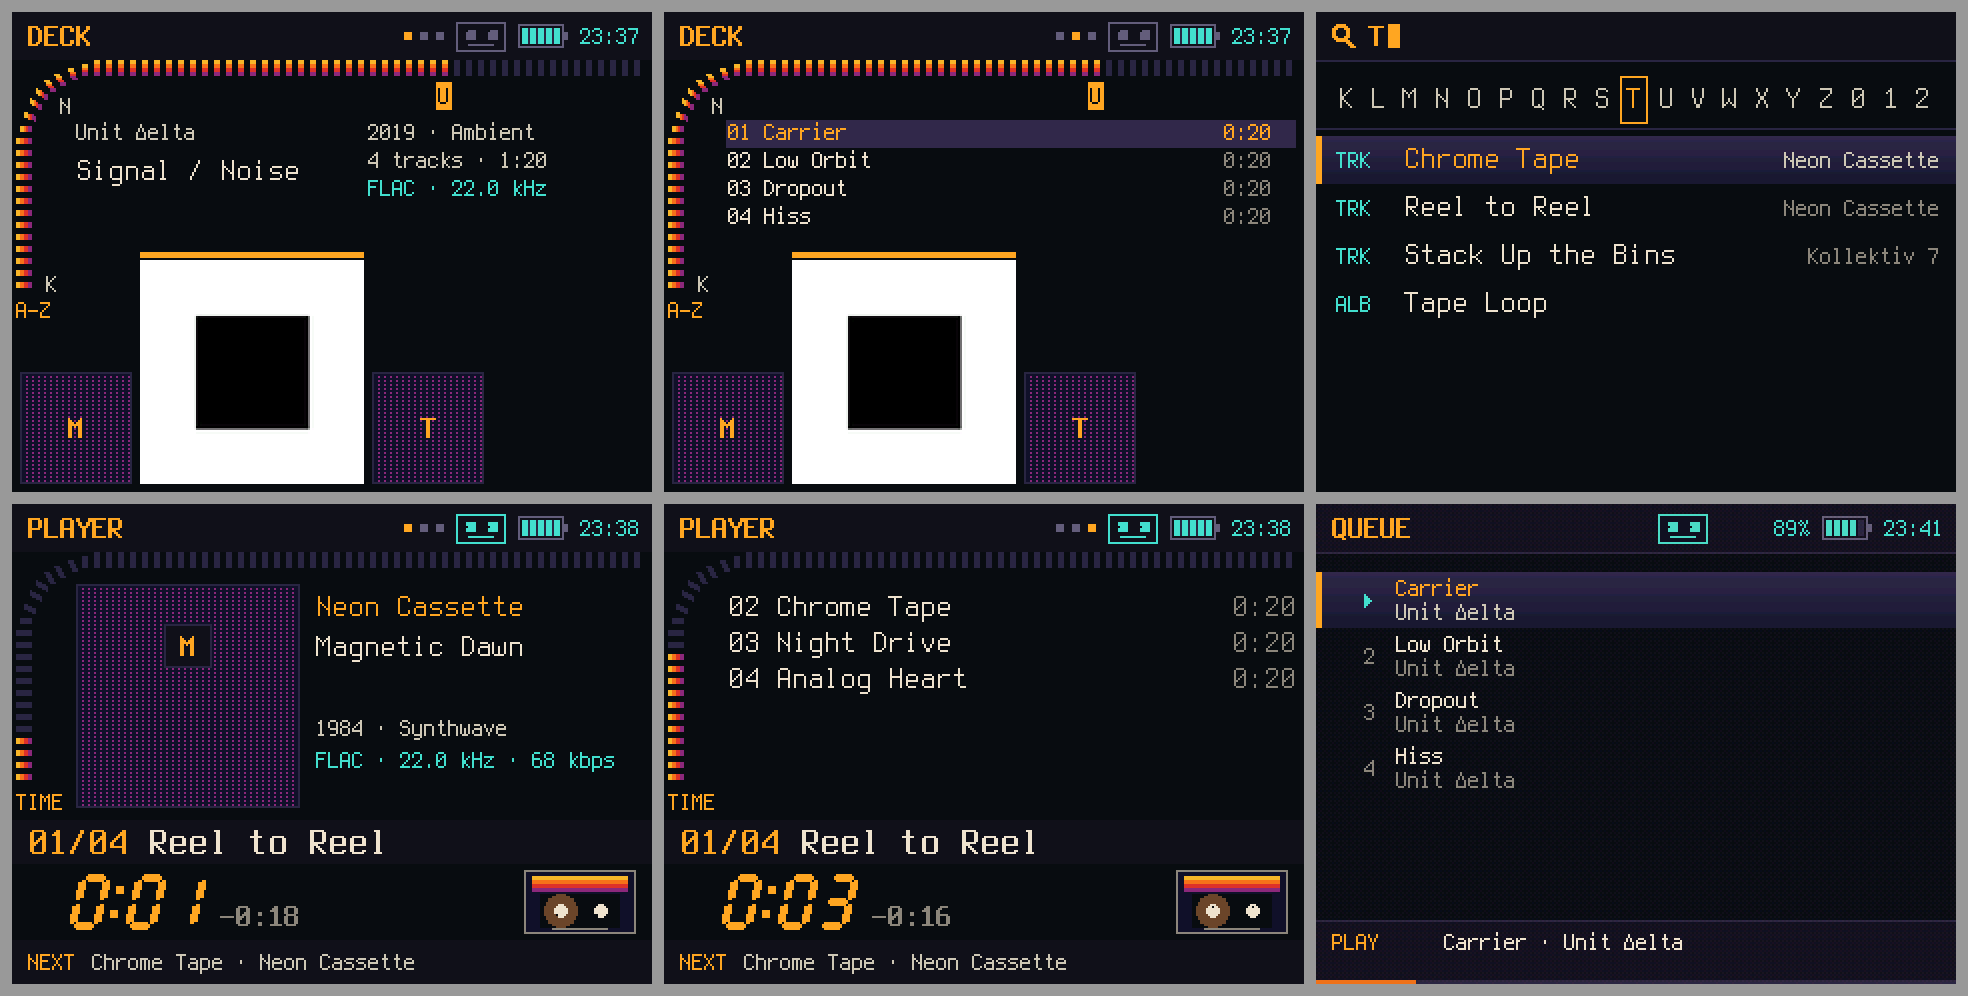 DECK 23:37
U
N
Unit Δelta 2019 · Ambient
4 tracks · 1:20
Signal / Noise
FLAC · 22.0 kHz
K
A-Z
M T
DECK 23:37
U
N
01 Carrier 0:20
02 Low Orbit 0:20
03 Dropout 0:20
04 Hiss 0:20
K
A-Z
M T
T
K L M N O P Q R S T U V W X Y Z 0 1 2
TRK Chrome Tape Neon Cassette
TRK Reel to Reel Neon Cassette
TRK Stack Up the Bins Kollektiv 7
ALB Tape Loop
PLAYER 23:38
Neon Cassette
M Magnetic Dawn
1984 · Synthwave
FLAC · 22.0 kHz · 68 kbps
TIME
01/04 Reel to Reel
0:01 -0:18
NEXT Chrome Tape · Neon Cassette
PLAYER 23:38
02 Chrome Tape 0:20
03 Night Drive 0:20
04 Analog Heart 0:20
TIME
01/04 Reel to Reel
0:03 -0:16
NEXT Chrome Tape · Neon Cassette
QUEUE 89% 23:41
Carrier
Unit Δelta
2 Low Orbit
Unit Δelta
3 Dropout
Unit Δelta
4 Hiss
Unit Δelta
PLAY Carrier · Unit Δelta